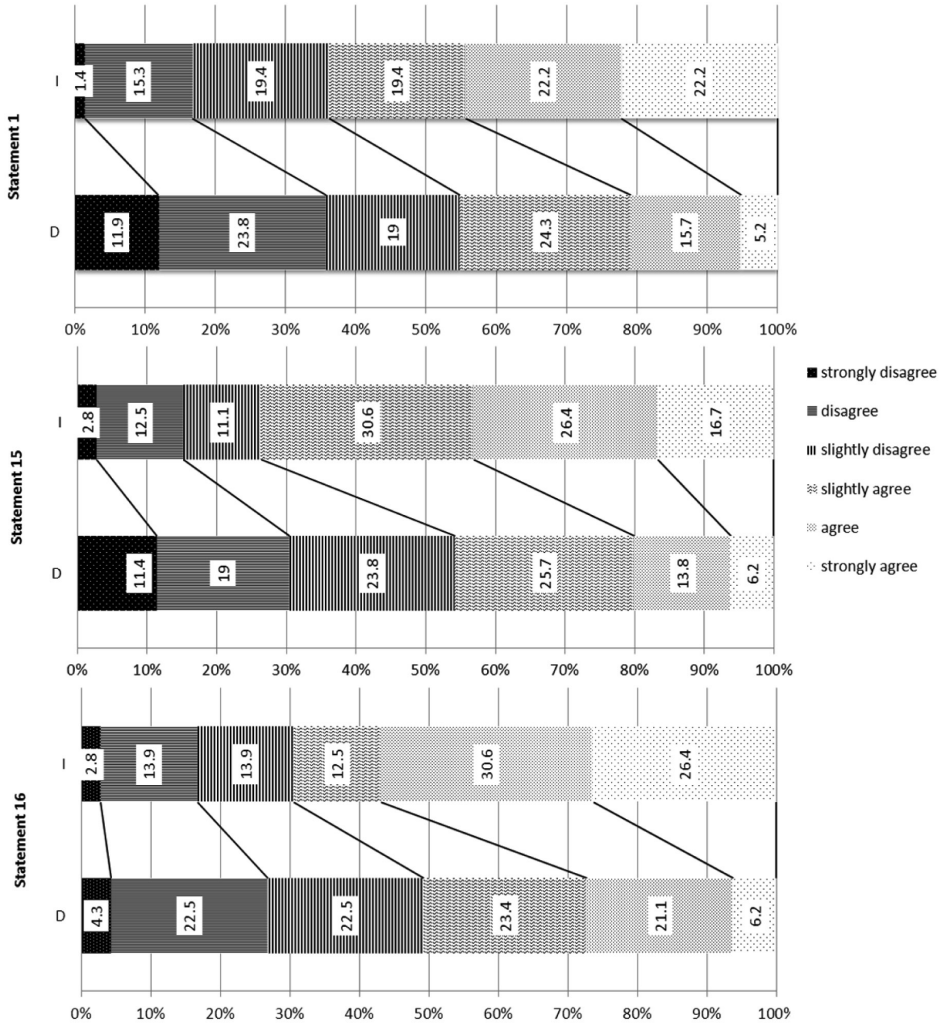 Statement 1
I
1.4
15.3
19.4
19.4
22.2
22.2
D
11.9
23.8
19
24.3
15.7
5.2
0% 10% 20% 30% 40% 50% 60% 70% 80% 90% 100%
Statement 15
I
2.8
12.5
11.1
30.6
26.4
16.7
D
11.4
19
23.8
25.7
13.8
6.2
0% 10% 20% 30% 40% 50% 60% 70% 80% 90% 100%
strongly disagree
disagree
slightly disagree
slightly agree
agree
strongly agree
Statement 16
I
2.8
13.9
13.9
12.5
30.6
26.4
D
4.3
22.5
22.5
23.4
21.1
6.2
0% 10% 20% 30% 40% 50% 60% 70% 80% 90% 100%